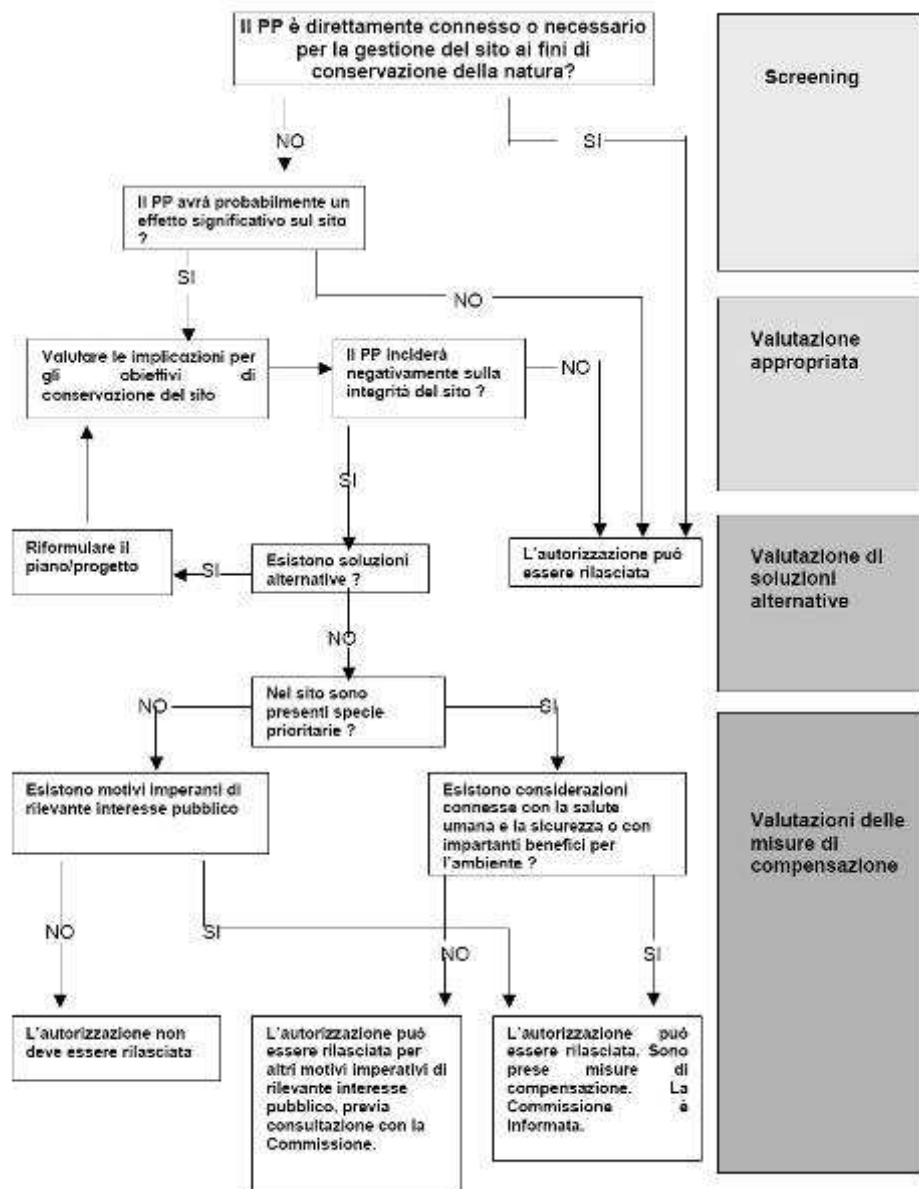 Il PP è direttamente connesso o necessario
per la gestione del sito ai fini di
conservazione della natura?
Screening
NO
SI
Il PP avrà probabilmente un
effetto significativo sul sito
?
SI
NO
Valutare le implicazioni per
gli obiettivi di
conservazione del sito
Il PP inciderà
negativamente sulla
integrità del sito ?
NO
Valutazione
appropriata
SI
Riformulare il
piano/progetto
SI
Esistono soluzioni
alternative ?
L'autorizzazione può
essere rilasciata
Valutazione di
soluzioni
alternative
NO
Nel sito sono
presenti specie
prioritarie ?
NO
SI
Esistono motivi imperanti di
rilevante interesse pubblico
Esistono considerazioni
connesse con la salute
umana e la sicurezza o con
impartanti benefici per
l'ambiente ?
Valutazioni delle
misure di
compensazione
NO
SI
NO
SI
L'autorizzazione non
deve essere rilasciata
L'autorizzazione può
essere rilasciata per
altri motivi imperativi di
rilevante interesse
pubblico, previa
consultazione con la
Commissione.
L'autorizzazione può
essere rilasciata. Sono
prese misure di
compensazione. La
Commissione è
Informata.